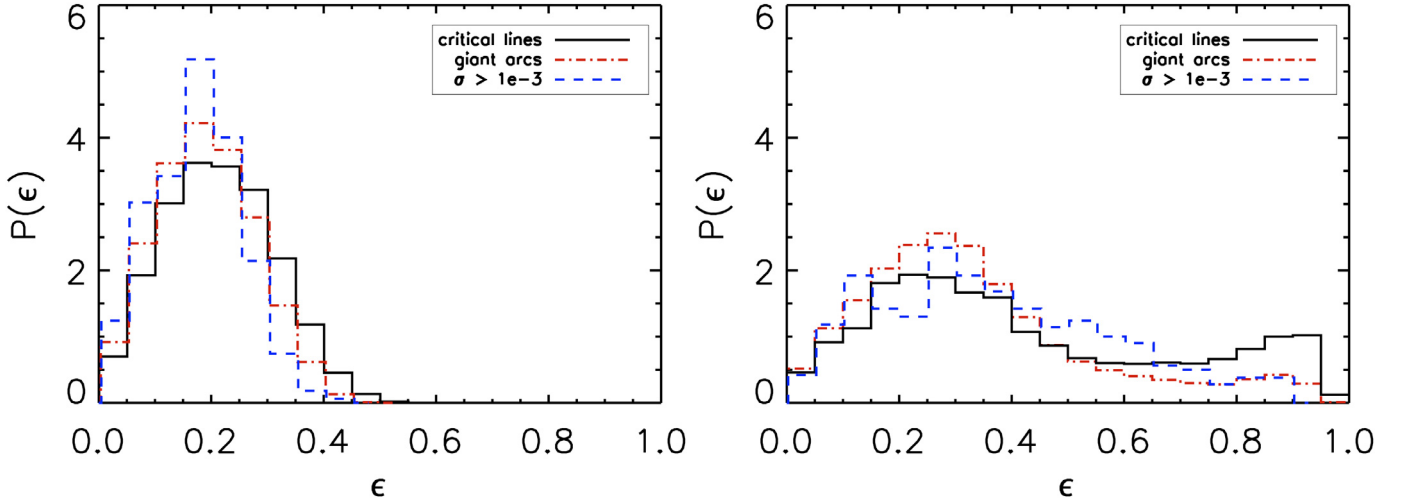 6
4
2
0
P(ϵ)
critical lines
giant arcs
σ > 1e-3
0.0 0.2 0.4 0.6 0.8 1.0
ϵ
6
4
2
0
P(ϵ)
critical lines
giant arcs
σ > 1e-3
0.0 0.2 0.4 0.6 0.8 1.0
ϵ